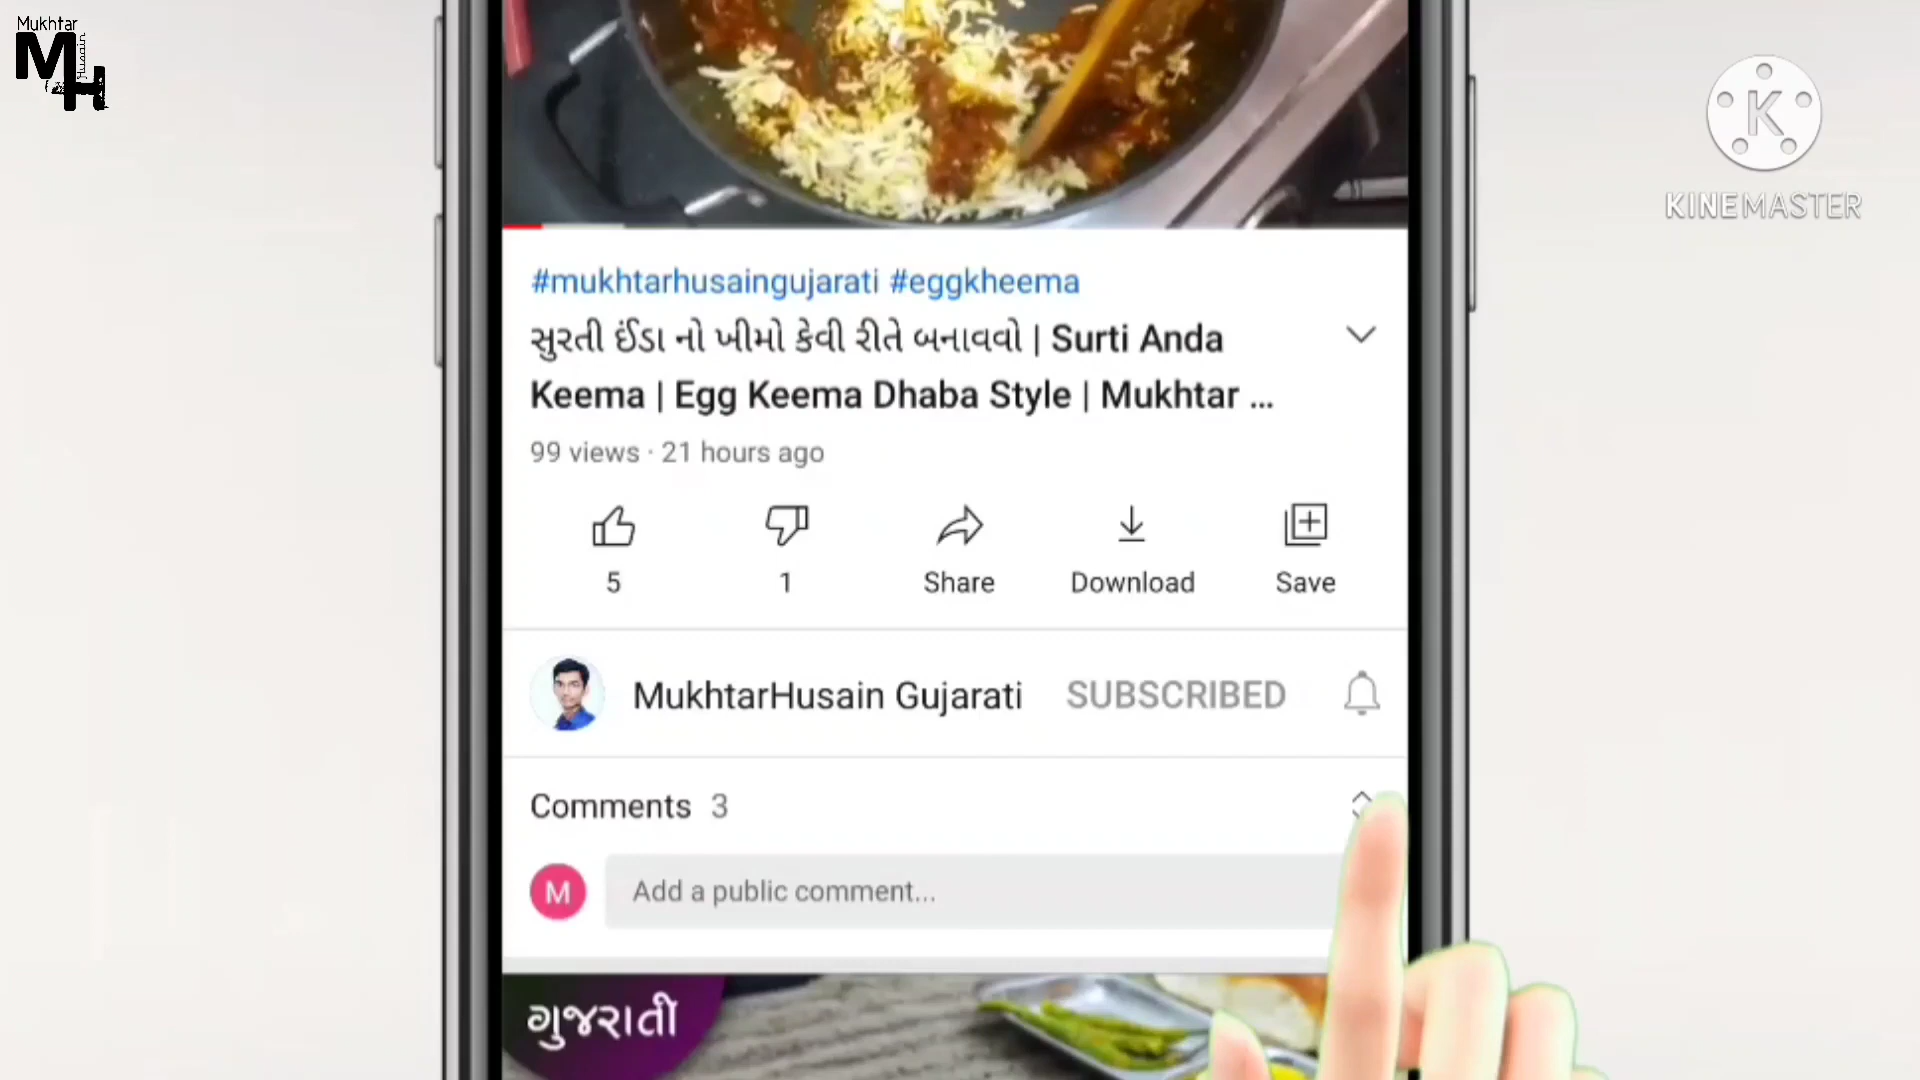 Mukhtar
Husain
MH
KINEMASTER
#mukhtarhusaingujarati #eggkheema
સુરતી ઈંડા નો ખીમો કેવી રીતે બનાવવો | Surti Anda
Keema | Egg Keema Dhaba Style | Mukhtar ...
99 views · 21 hours ago
5
1
Share
Download
Save
MukhtarHusain Gujarati
SUBSCRIBED
Comments 3
M
Add a public comment...
ગુજરાતી